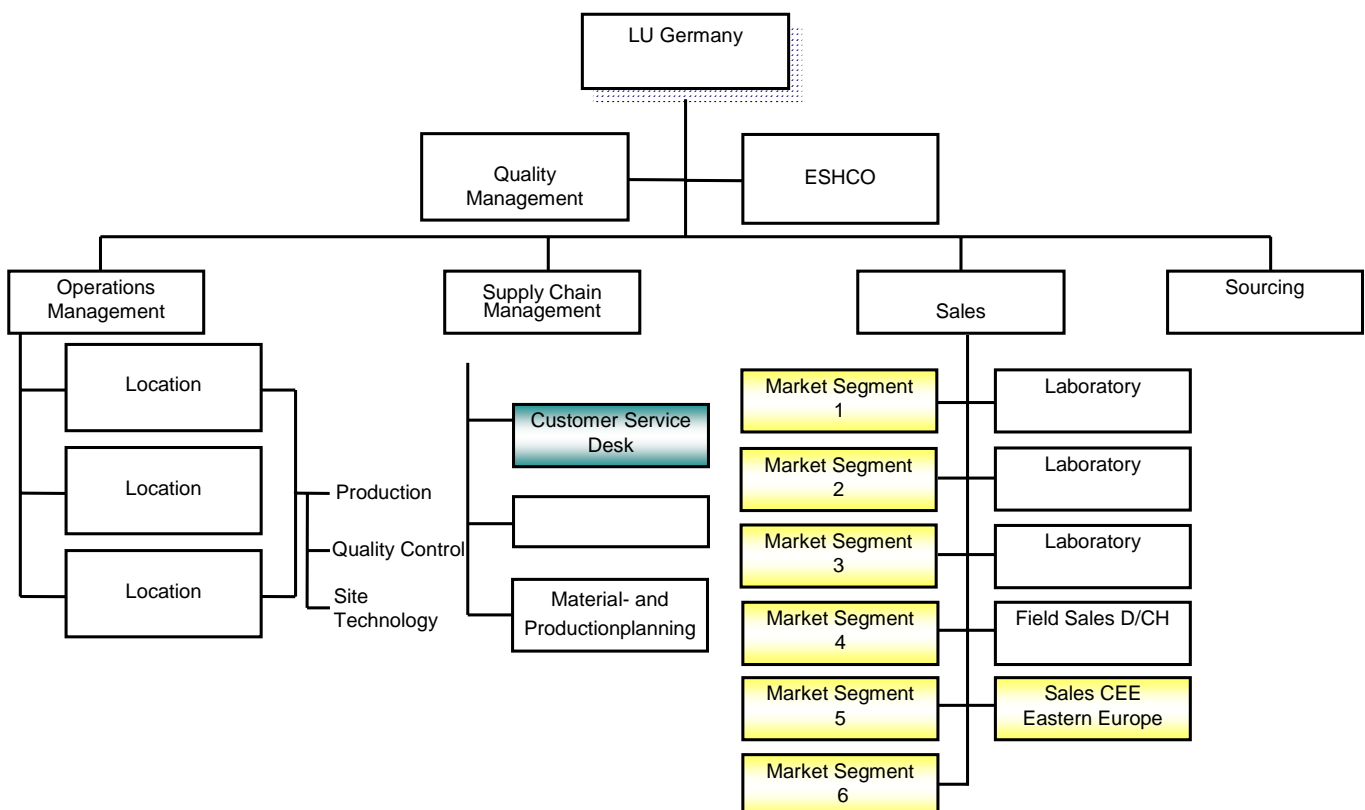 LU Germany
Quality
Management
ESHCO
Operations
Management
Supply Chain
Management
Sales
Sourcing
Location
Location
Location
Production
Quality Control
Site
Technology
Customer Service
Desk
Material- and
Productionplanning
Market Segment
1
Laboratory
Market Segment
2
Laboratory
Market Segment
3
Laboratory
Market Segment
4
Field Sales D/CH
Market Segment
5
Sales CEE
Eastern Europe
Market Segment
6